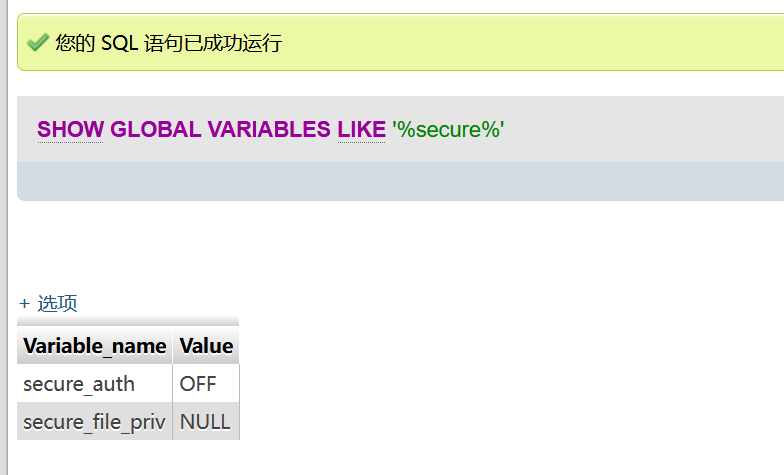 您的 SQL 语句已成功运行
SHOW GLOBAL VARIABLES LIKE '%secure%'
+ 选项
Variable_name Value
secure_auth OFF
secure_file_priv NULL